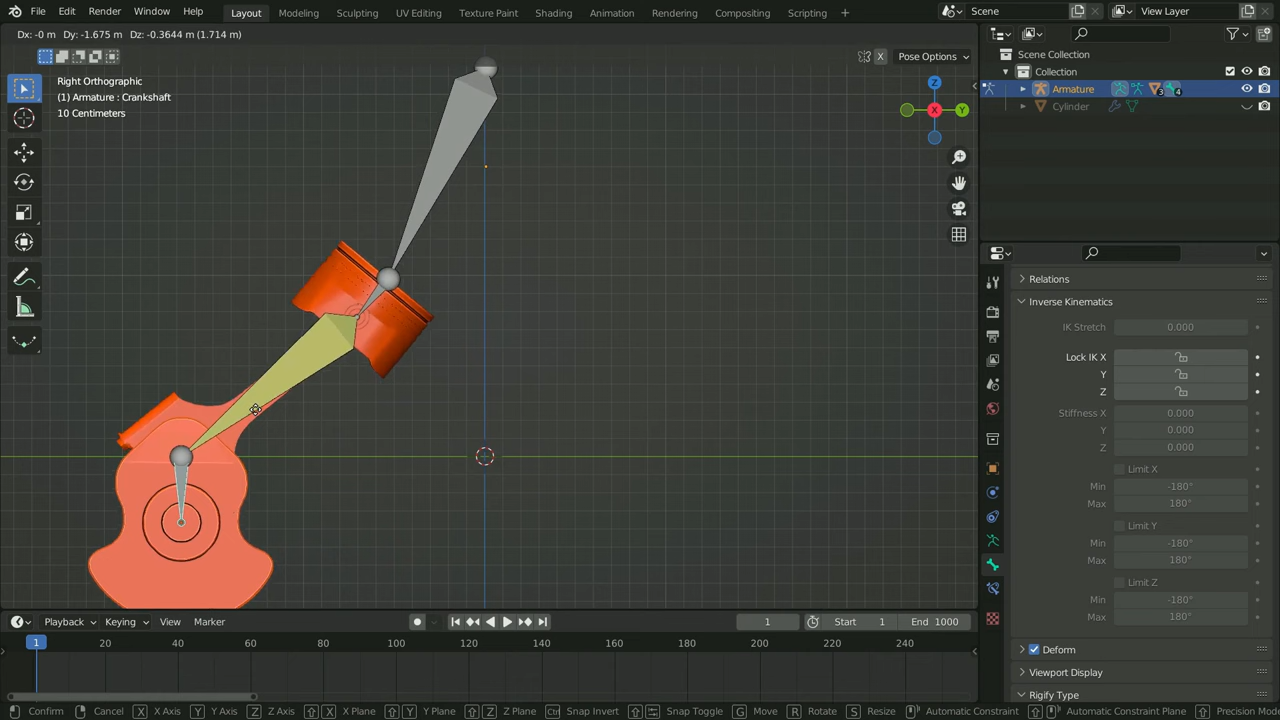 File Edit Render Window Help Layout Modeling Sculpting UV Editing Texture Paint Shading Animation Rendering Compositing Scripting + Scene View Layer
Dx: -0 m Dy: -1.675 m Dz: -0.3644 m (1.714 m)
X Pose Options
Right Orthographic
(1) Armature : Crankshaft
10 Centimeters
Z
X
Y
Scene Collection
Collection
Armature 3 4
Cylinder
Relations
Inverse Kinematics
IK Stretch 0.000
Lock IK X
Y
Z
Stiffness X 0.000
Y 0.000
Z 0.000
Limit X
Min -180°
Max 180°
Limit Y
Min -180°
Max 180°
Limit Z
Min -180°
Max 180°
Deform
Viewport Display
Rigify Type
Playback Keying View Marker 1 Start 1 End 1000
1 20 40 60 80 100 120 140 160 180 200 220 240
Confirm Cancel X X Axis Y Y Axis Z Z Axis X X Plane Y Y Plane Z Z Plane Ctrl Snap Invert Snap Toggle G Move R Rotate S Resize Automatic Constraint Automatic Constraint Plane Precision Mod